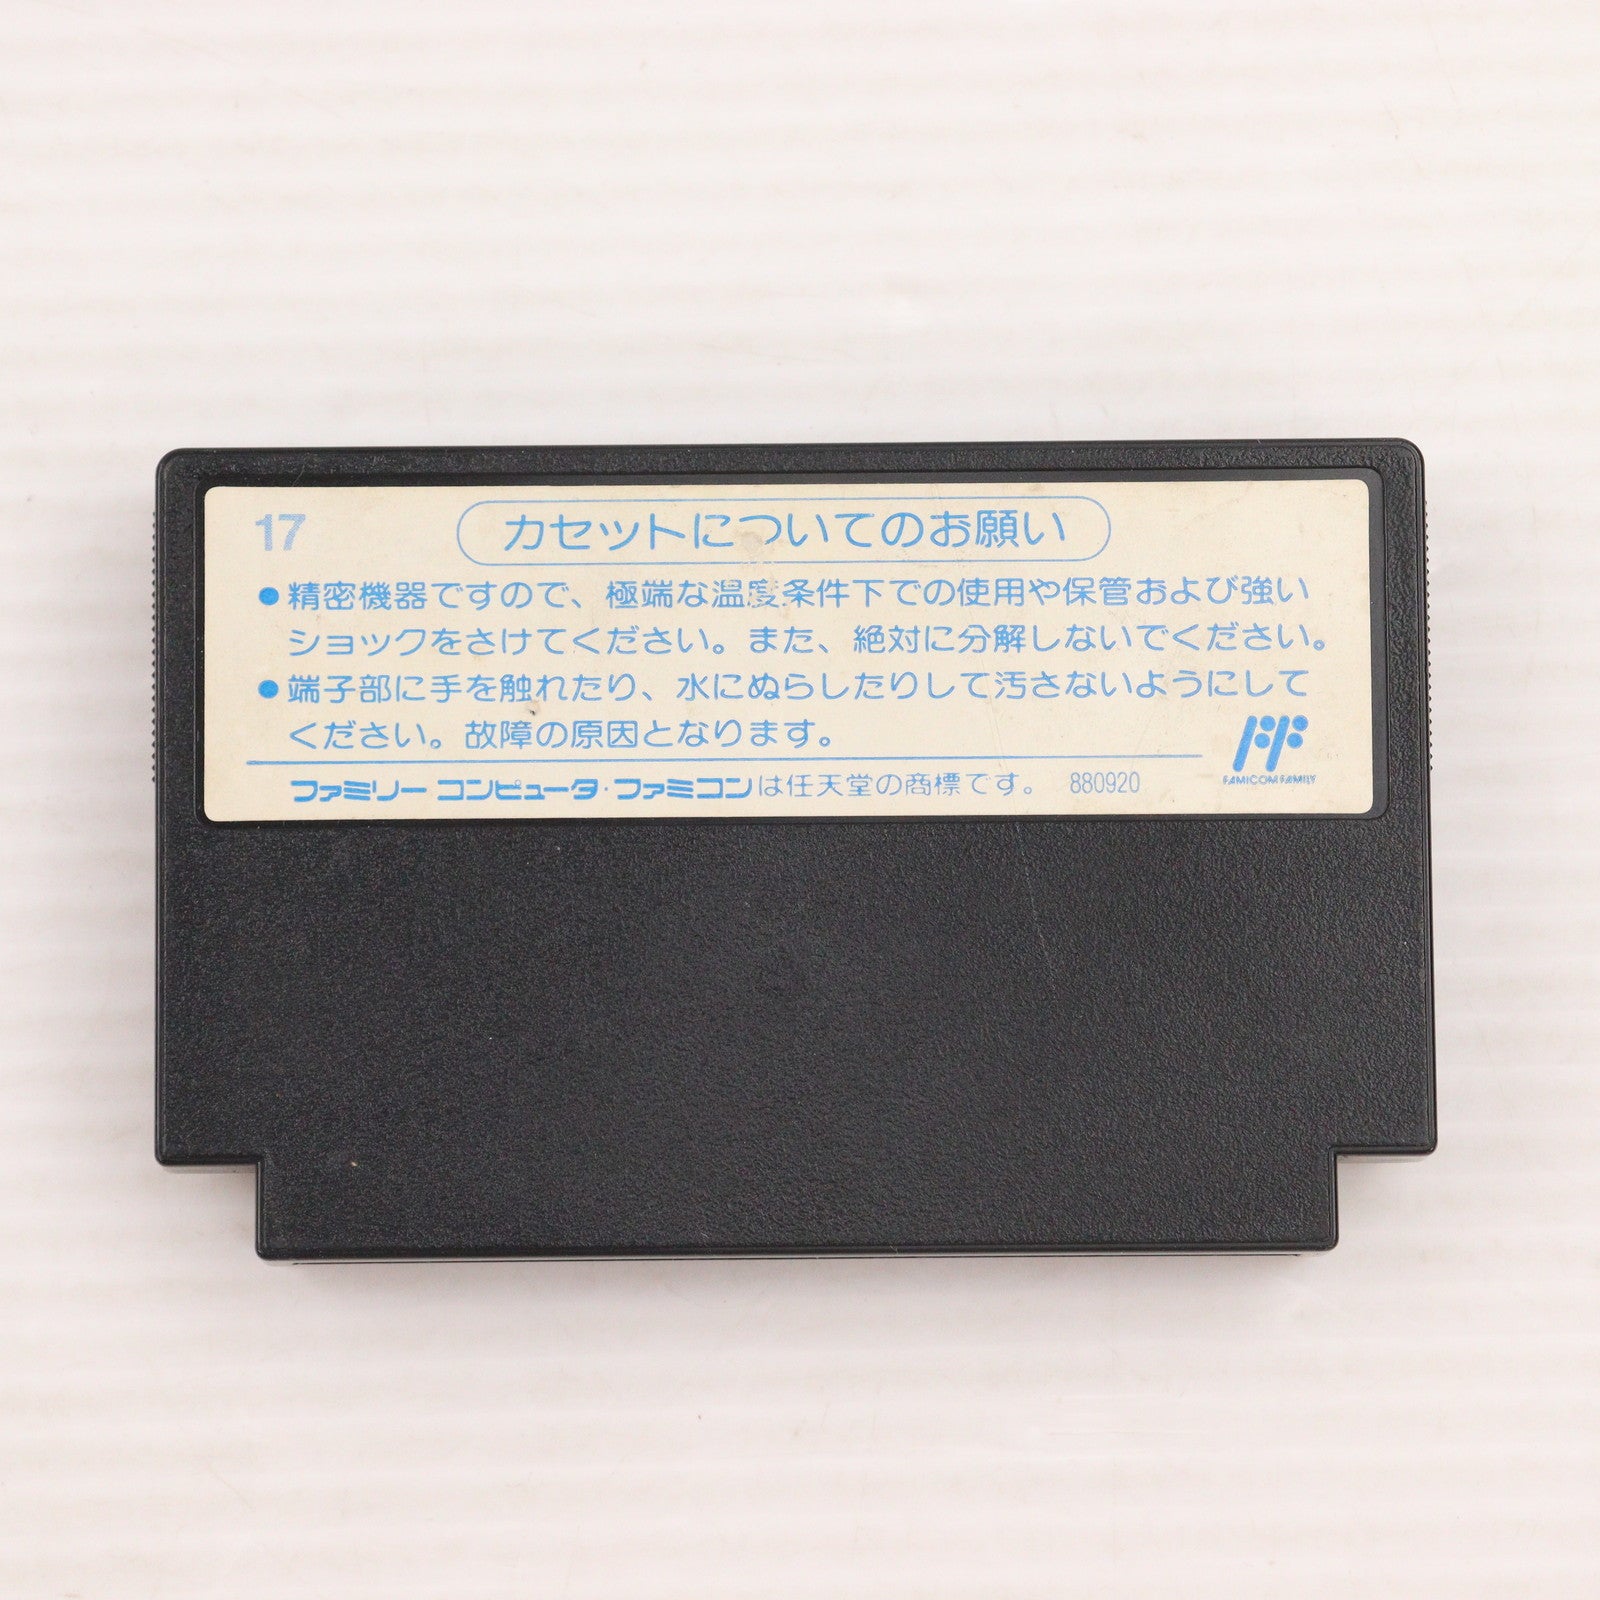 17
カセットについてのお願い
●精密機器ですので、極端な温度条件下での使用や保管および強い
ショックをさけてください。また、絶対に分解しないでください。
●端子部に手を触れたり、水にぬらしたりして汚さないようにして
ください。故障の原因となります。
FAMICOM FAMILY
ファミリーコンピュータ・ファミコンは任天堂の商標です。 880920